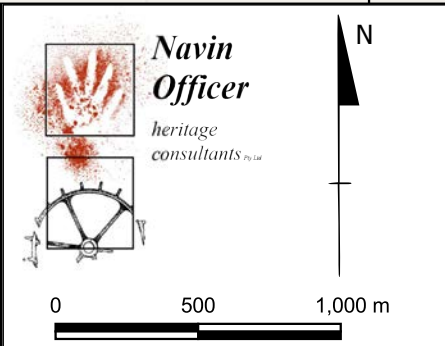 Navin
Officer
heritage
consultants Pty Ltd
N
0 500 1,000 m